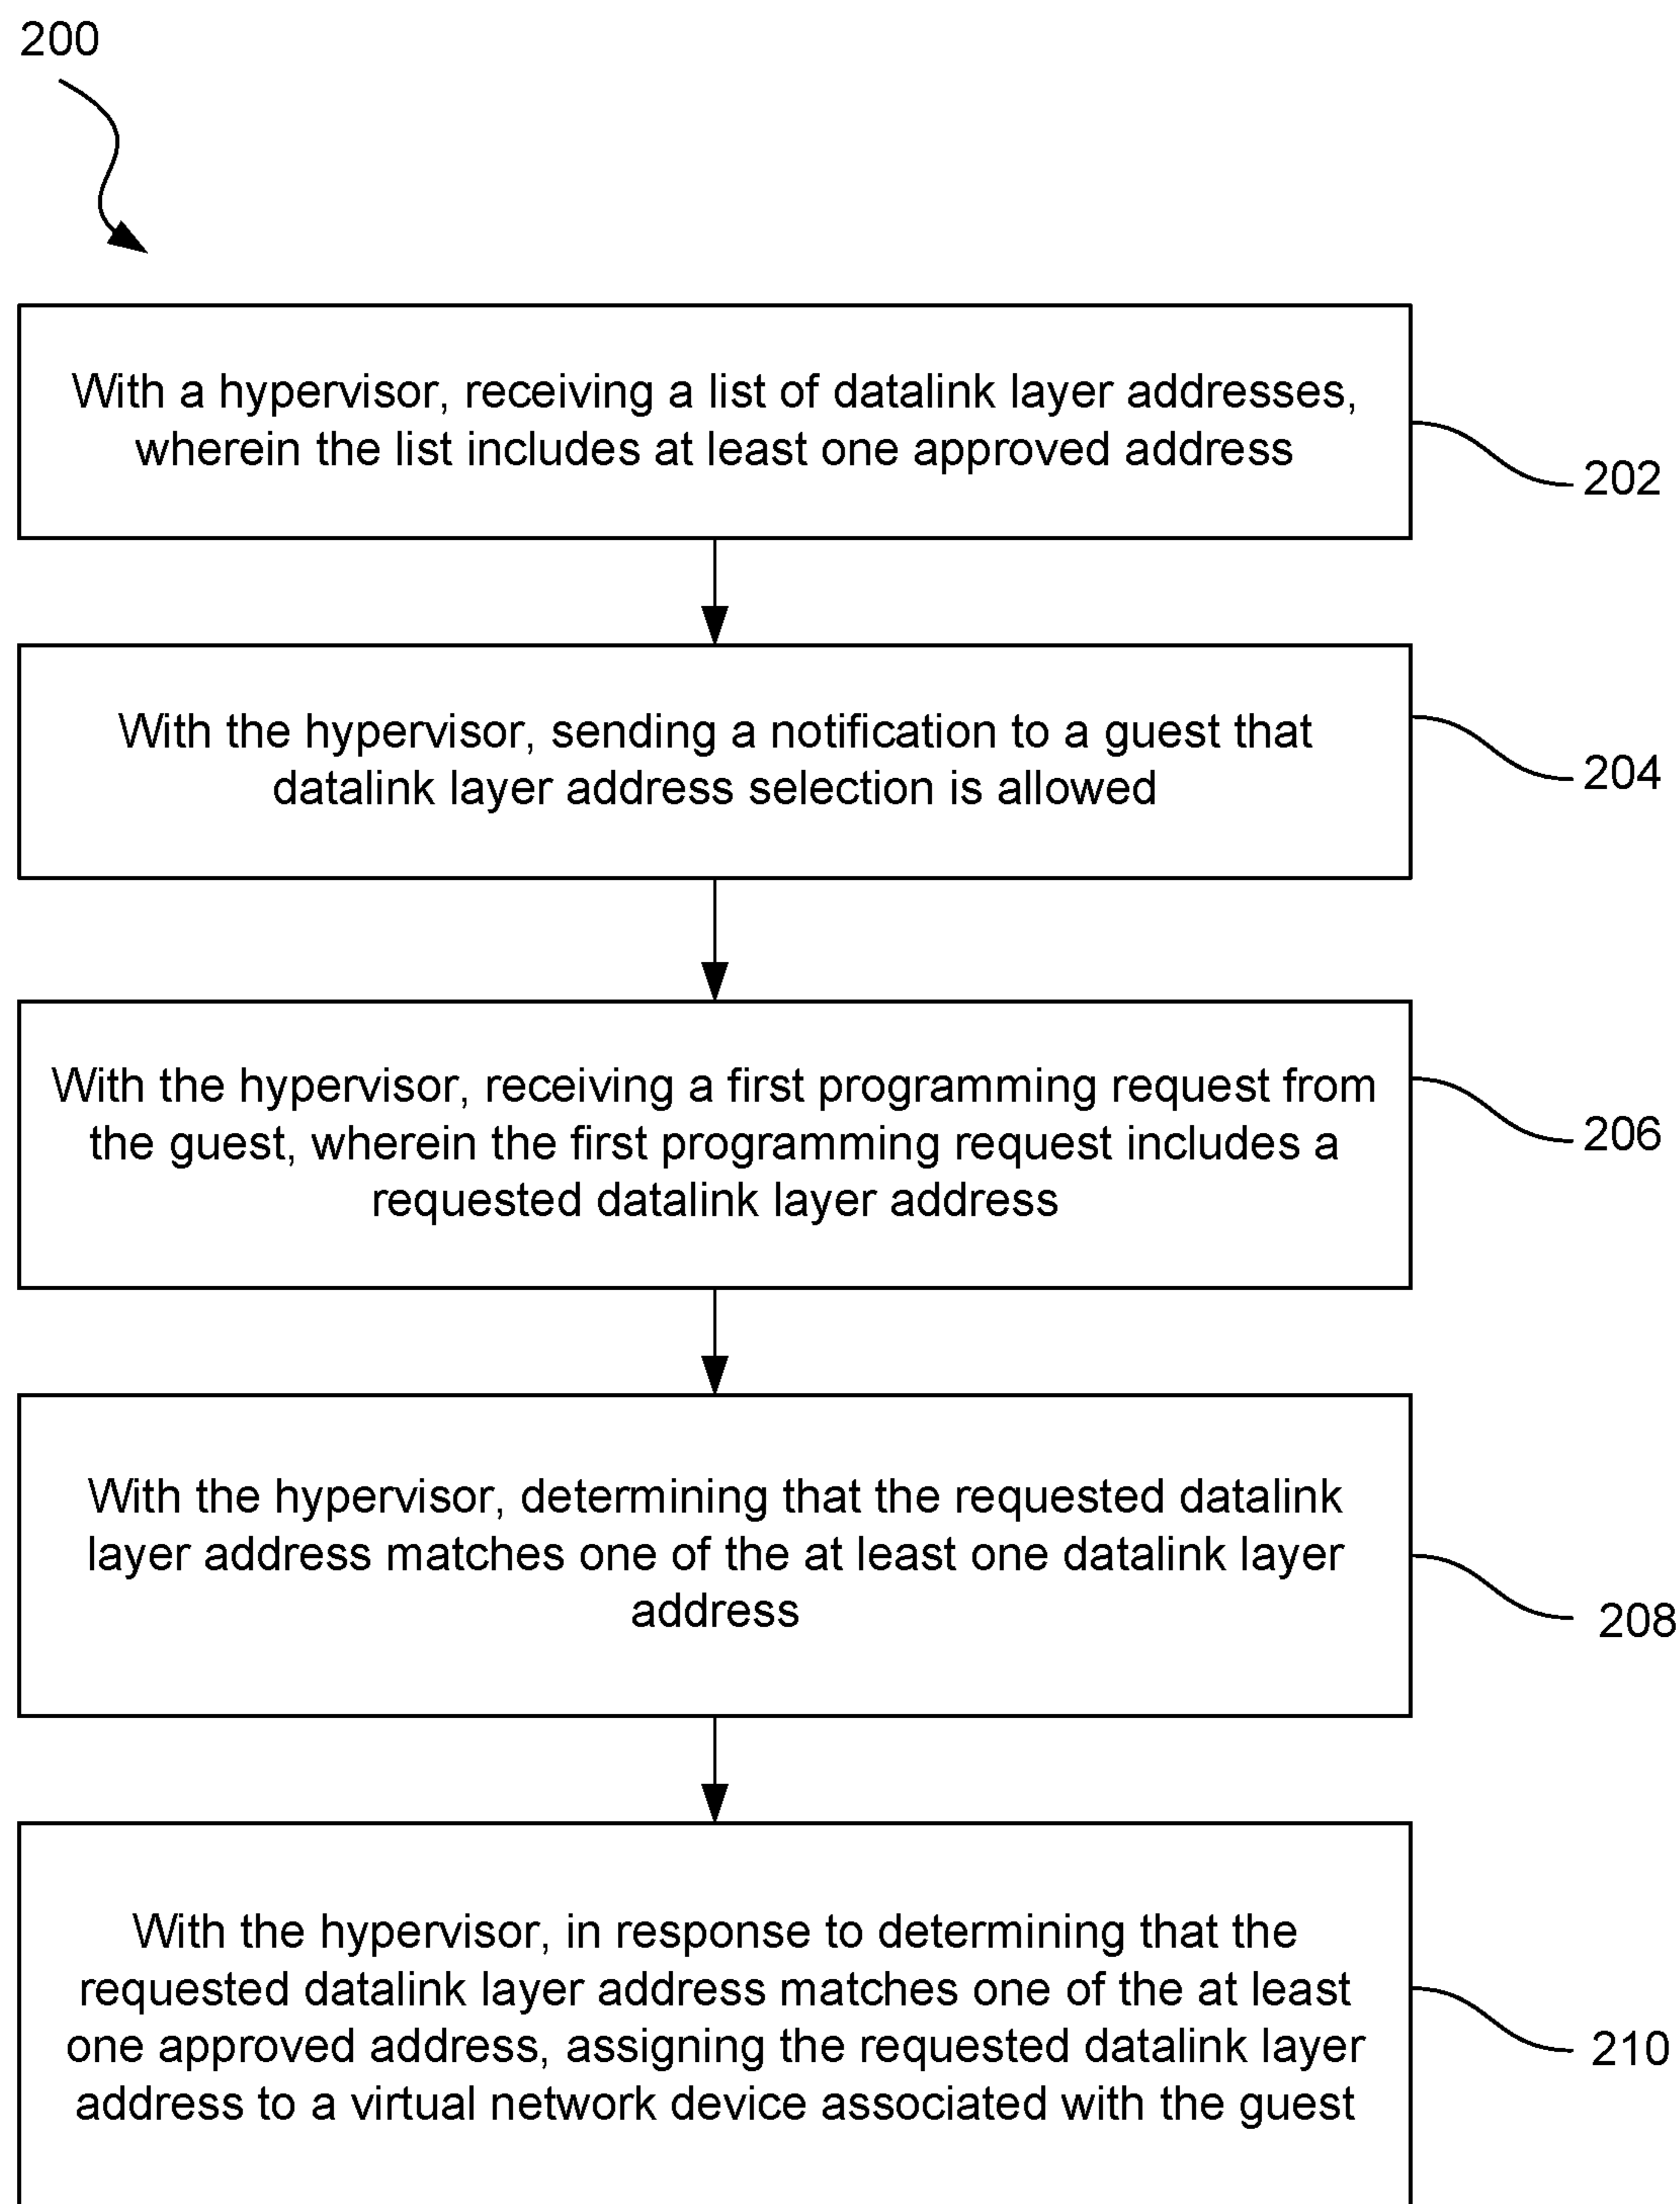 200
With a hypervisor, receiving a list of datalink layer addresses,
wherein the list includes at least one approved address
202
With the hypervisor, sending a notification to a guest that
datalink layer address selection is allowed
204
With the hypervisor, receiving a first programming request from
the guest, wherein the first programming request includes a
requested datalink layer address
206
With the hypervisor, determining that the requested datalink
layer address matches one of the at least one datalink layer
address
208
With the hypervisor, in response to determining that the
requested datalink layer address matches one of the at least
one approved address, assigning the requested datalink layer
address to a virtual network device associated with the guest
210